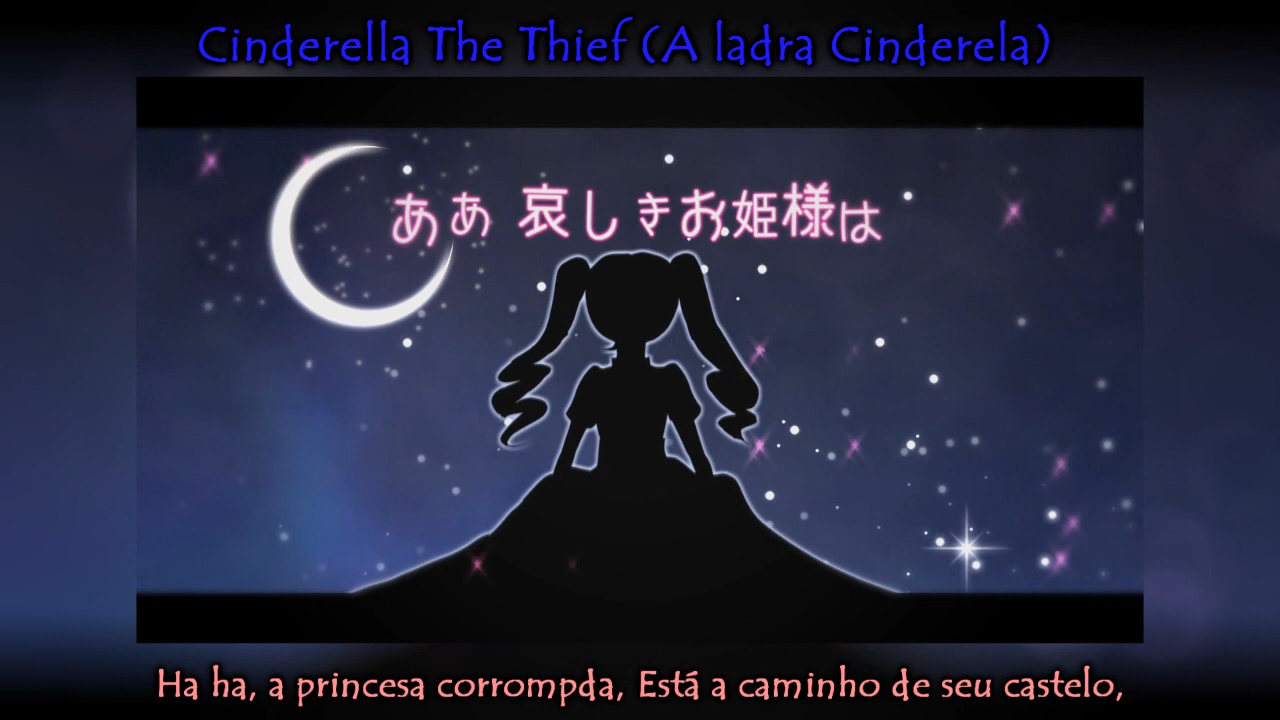 Cinderella The Thief (A ladra Cinderela)
ああ 哀しきお姫様は
Ha ha, a princesa corrompda, Está a caminho de seu castelo,